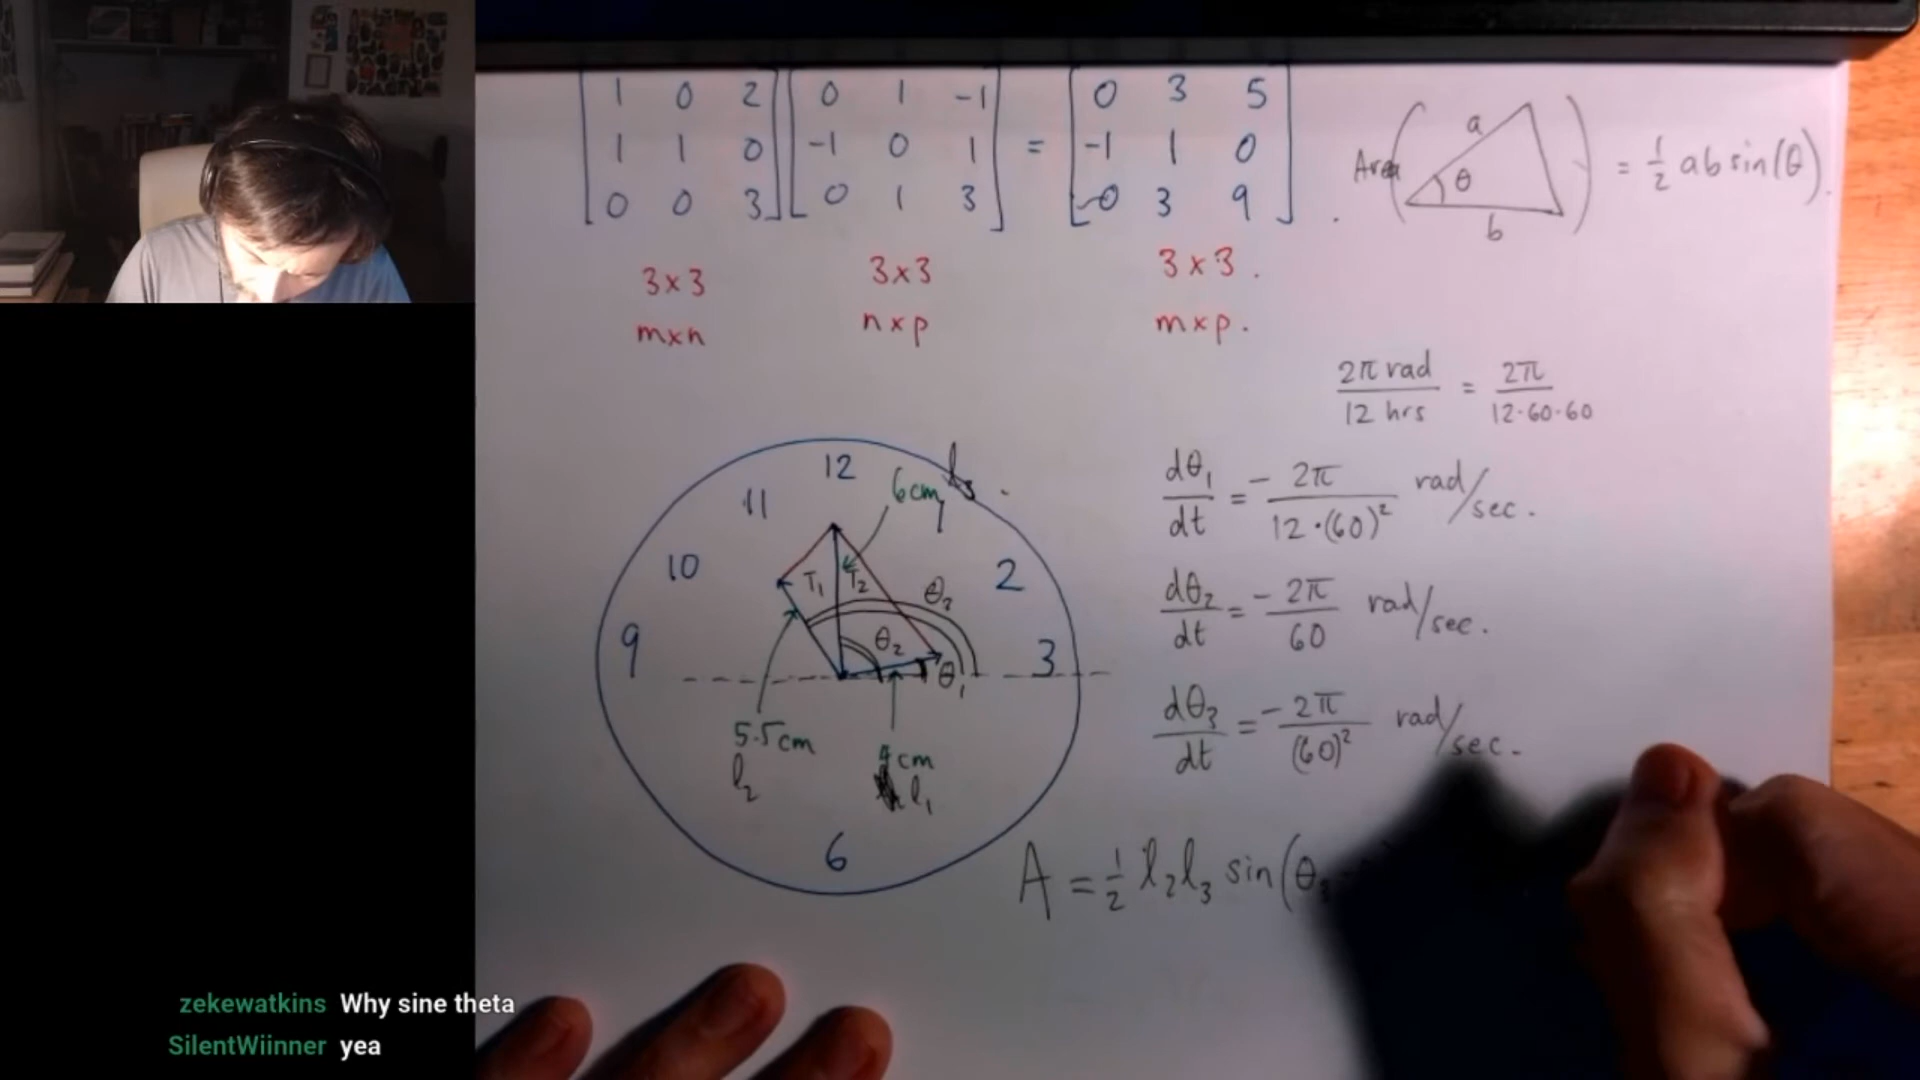 [1 0 2] [0 1 -1] = [0 3 5]
[1 1 0] [-1 0 1] = [-1 1 0]
[0 0 3] [0 1 3] = [-0 3 9] .
Area( a θ b ) = 1/2 ab sin(θ).
3x3 3x3 3x3 .
mxn nxp mxp .
2π rad / 12 hrs = 2π / 12·60·60
dθ₁/dt = - 2π / 12·(60)² rad/sec.
dθ₂/dt = - 2π / 60 rad/sec.
dθ₃/dt = - 2π / (60)² rad/sec.
12
11
6cm, l₃ .
10
2
T₁ T₂
θ₂
9
θ₂
3
θ₁
5.5cm
l₂
4cm
l₁
6
A = 1/2 l₂l₃ sin(θ₃
zekewatkins Why sine theta
SilentWiinner yea